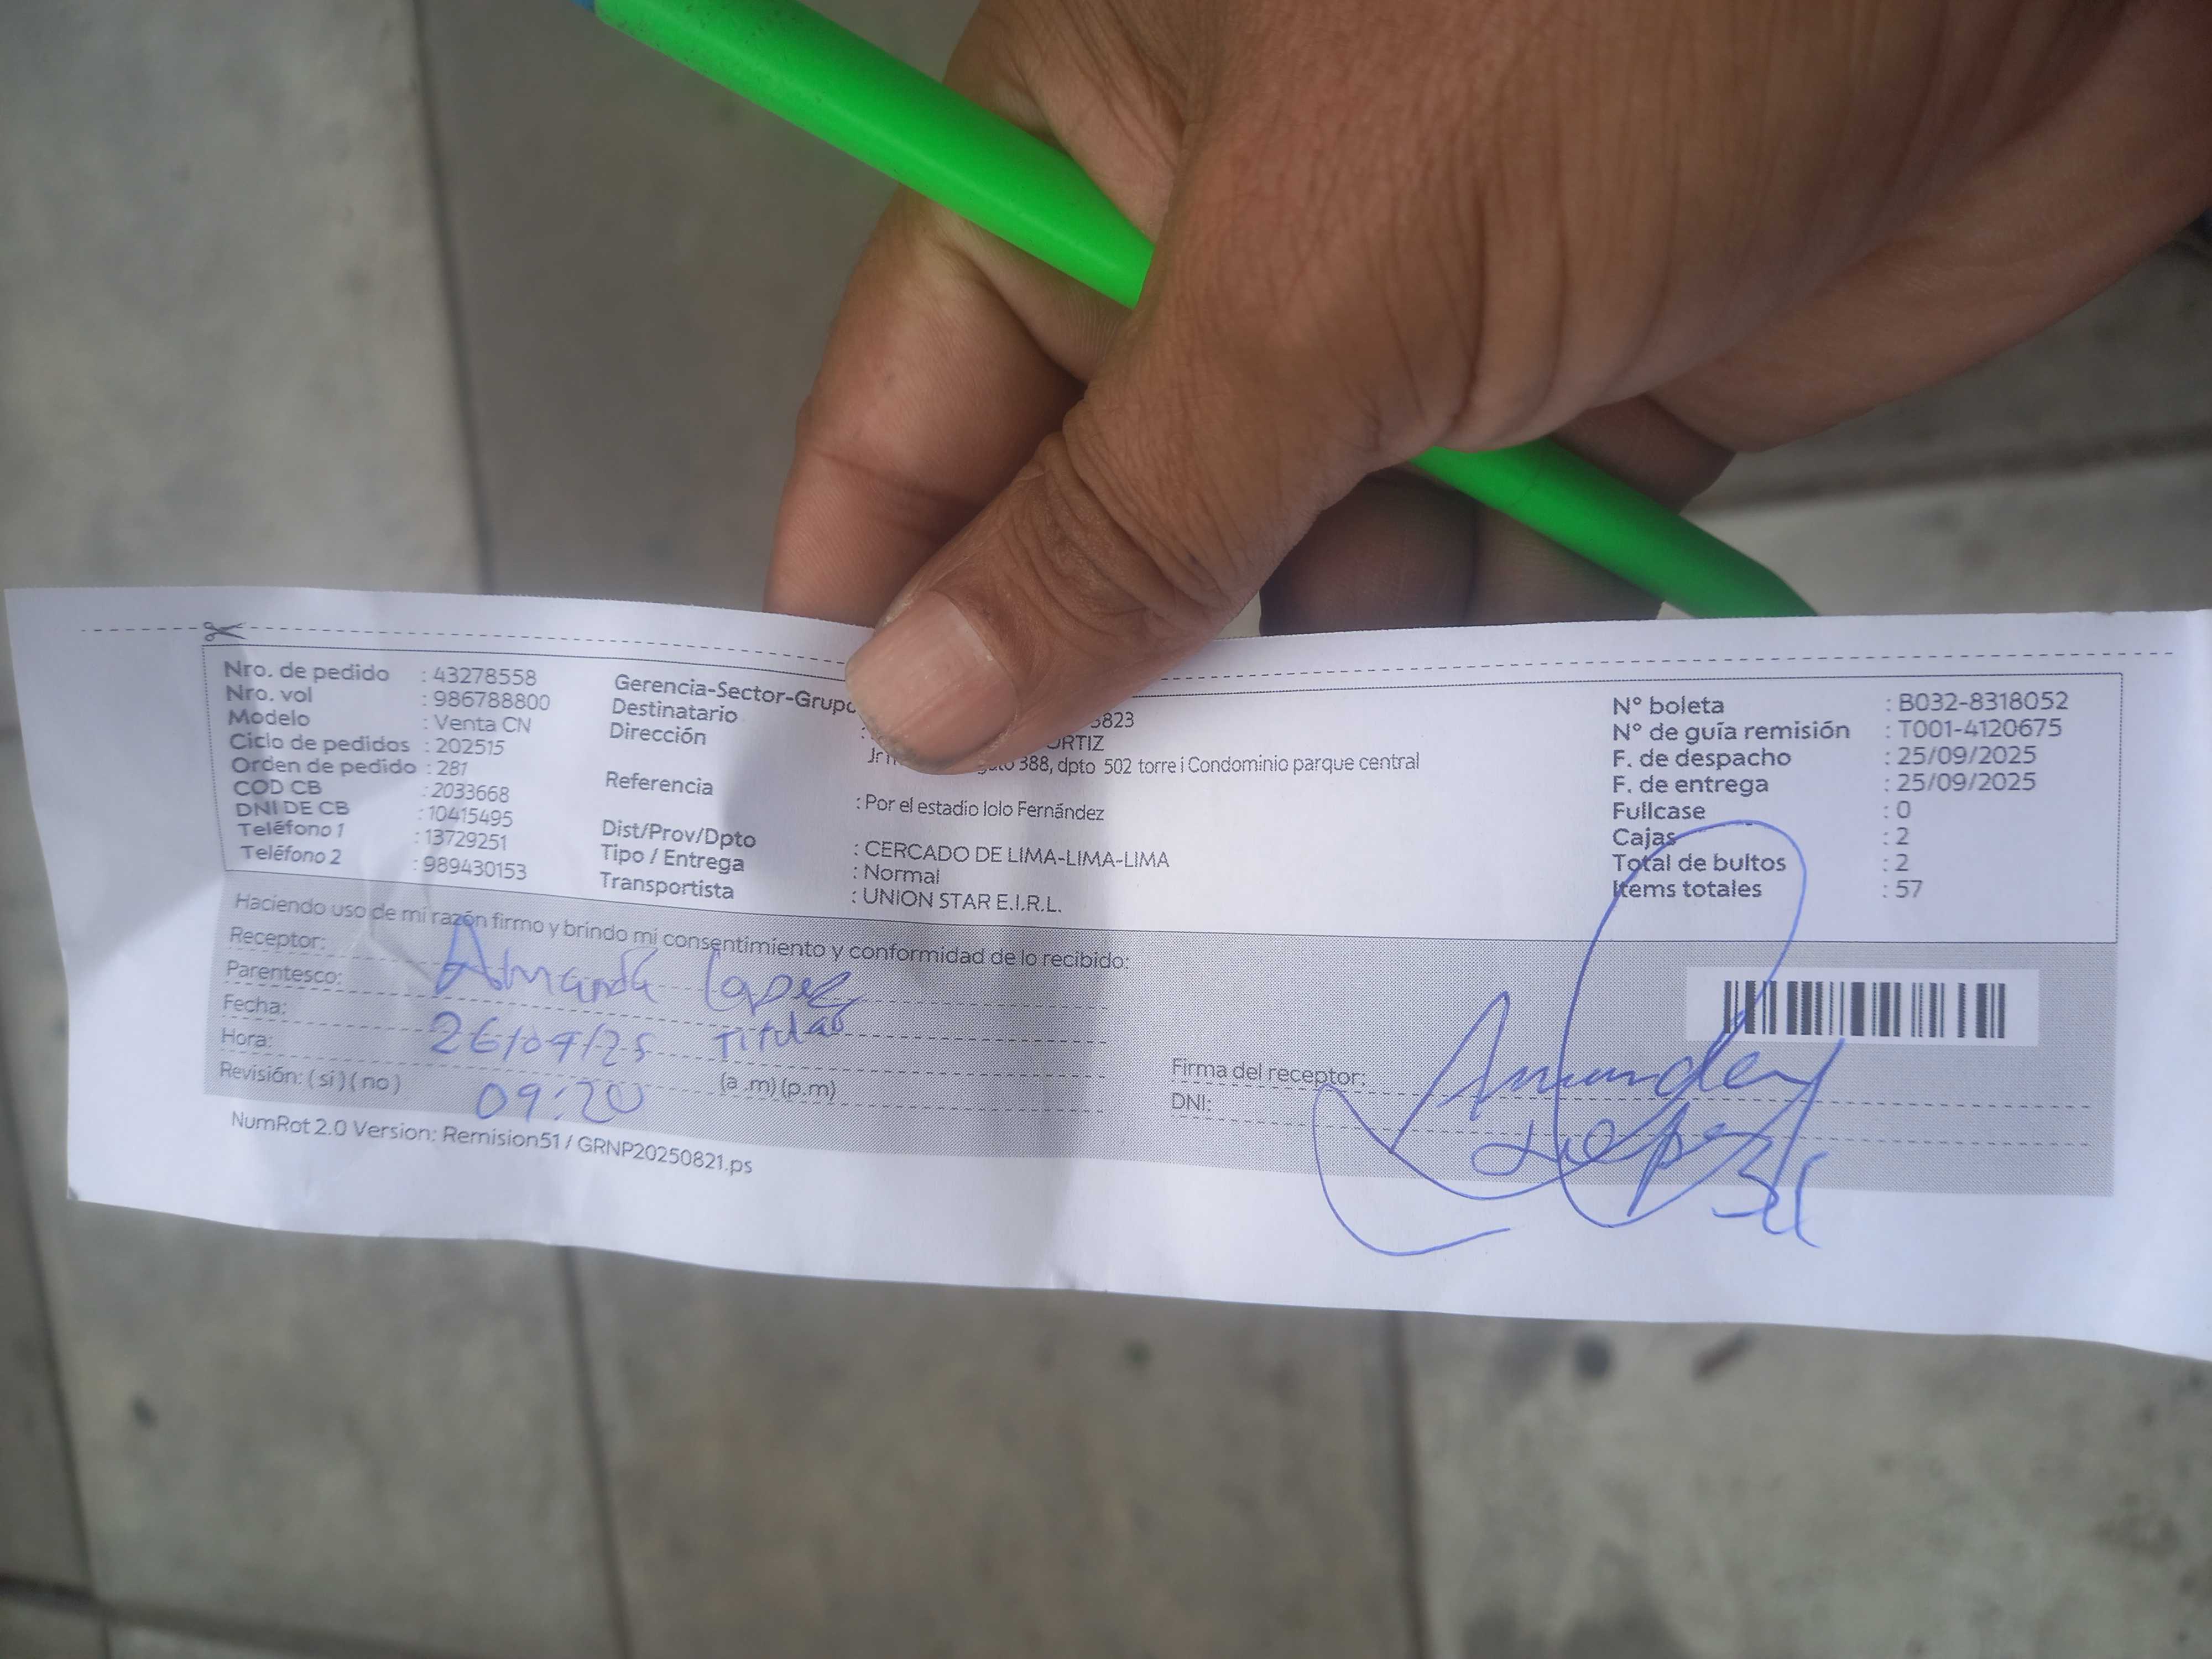 Nro. de pedido : 43278558
Nro. vol : 986788800
Modelo : Venta CN
Ciclo de pedidos : 202515
Orden de pedido : 281
COD CB : 2033668
DNI DE CB : 10415495
Teléfono 1 : 13729251
Teléfono 2 : 989430153
Gerencia-Sector-Grupo 5823
Destinatario ORTIZ
Dirección Jr 388, dpto 502 torre i Condominio parque central
Referencia : Por el estadio lolo Fernández
Dist/Prov/Dpto : CERCADO DE LIMA-LIMA-LIMA
Tipo / Entrega : Normal
Transportista : UNION STAR E.I.R.L.
N° boleta : B032-8318052
N° de guía remisión : T001-4120675
F. de despacho : 25/09/2025
F. de entrega : 25/09/2025
Fullcase : 0
Cajas : 2
Total de bultos : 2
Items totales : 57
Haciendo uso de mi razón firmo y brindo mi consentimiento y conformidad de lo recibido:
Receptor: Amanda Lopez
Parentesco: Titular
Fecha: 26/09/25
Hora: 09:20 (a .m) (p.m)
Revisión: ( si ) ( no )
Firma del receptor: Amanda Lopez
DNI:
NumRot 2.0 Version: Remision51 / GRNP20250821.ps